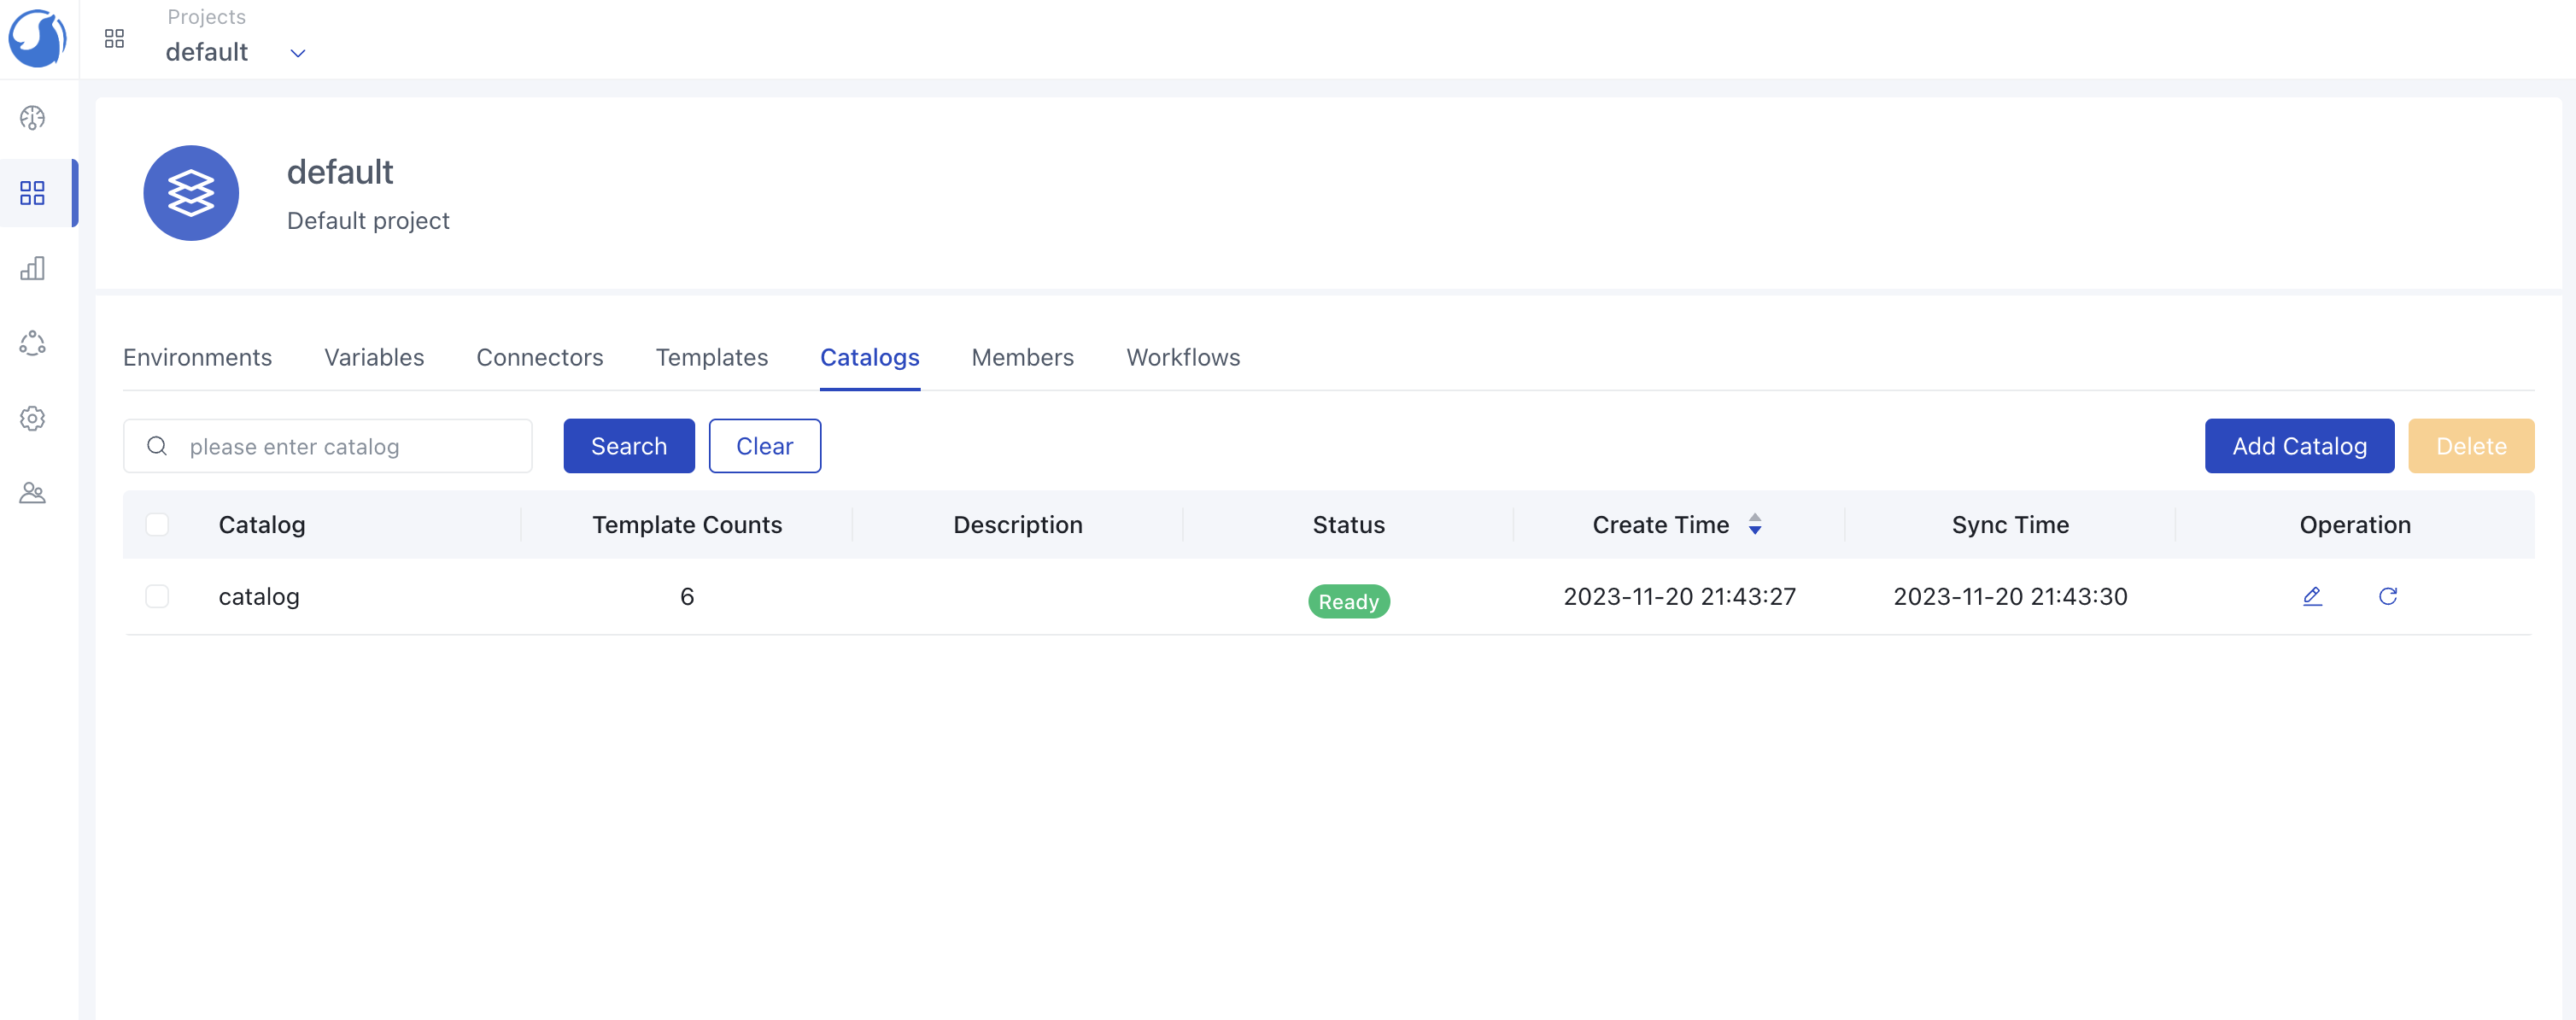 Projects
default
default
Default project
Environments Variables Connectors Templates Catalogs Members Workflows
please enter catalog Search Clear Add Catalog Delete
Catalog Template Counts Description Status Create Time Sync Time Operation
catalog 6 Ready 2023-11-20 21:43:27 2023-11-20 21:43:30